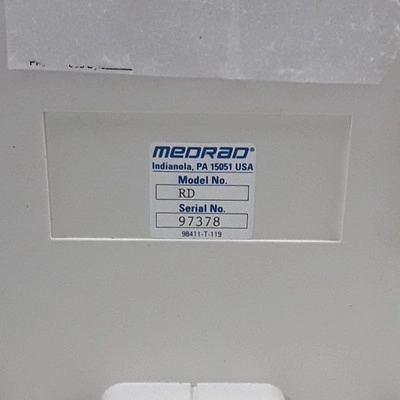 MEDRAD®
Indianola, PA 15051 USA
Model No.
RD
Serial No.
97378
98411-T-119